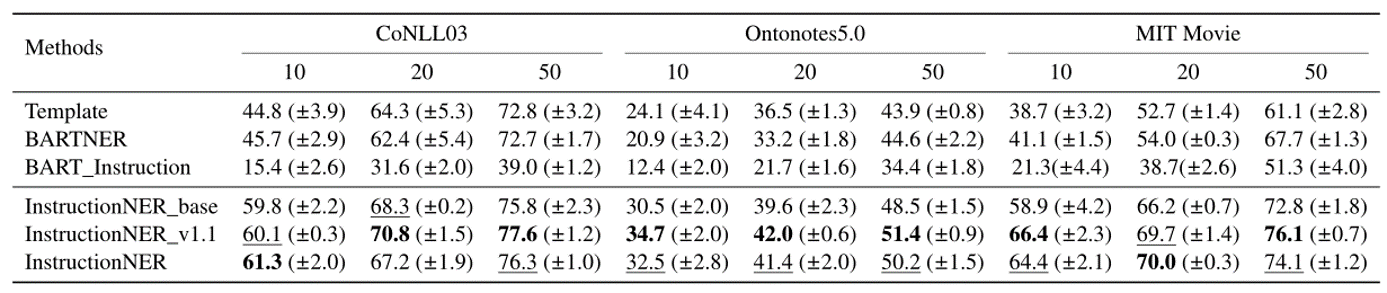 Methods CoNLL03 Ontonotes5.0 MIT Movie
10 20 50 10 20 50 10 20 50
Template 44.8 (±3.9) 64.3 (±5.3) 72.8 (±3.2) 24.1 (±4.1) 36.5 (±1.3) 43.9 (±0.8) 38.7 (±3.2) 52.7 (±1.4) 61.1 (±2.8)
BARTNER 45.7 (±2.9) 62.4 (±5.4) 72.7 (±1.7) 20.9 (±3.2) 33.2 (±1.8) 44.6 (±2.2) 41.1 (±1.5) 54.0 (±0.3) 67.7 (±1.3)
BART_Instruction 15.4 (±2.6) 31.6 (±2.0) 39.0 (±1.2) 12.4 (±2.0) 21.7 (±1.6) 34.4 (±1.8) 21.3(±4.4) 38.7(±2.6) 51.3 (±4.0)
InstructionNER_base 59.8 (±2.2) 68.3 (±0.2) 75.8 (±2.3) 30.5 (±2.0) 39.6 (±2.3) 48.5 (±1.5) 58.9 (±4.2) 66.2 (±0.7) 72.8 (±1.8)
InstructionNER_v1.1 60.1 (±0.3) 70.8 (±1.5) 77.6 (±1.2) 34.7 (±2.0) 42.0 (±0.6) 51.4 (±0.9) 66.4 (±2.3) 69.7 (±1.4) 76.1 (±0.7)
InstructionNER 61.3 (±2.0) 67.2 (±1.9) 76.3 (±1.0) 32.5 (±2.8) 41.4 (±2.0) 50.2 (±1.5) 64.4 (±2.1) 70.0 (±0.3) 74.1 (±1.2)